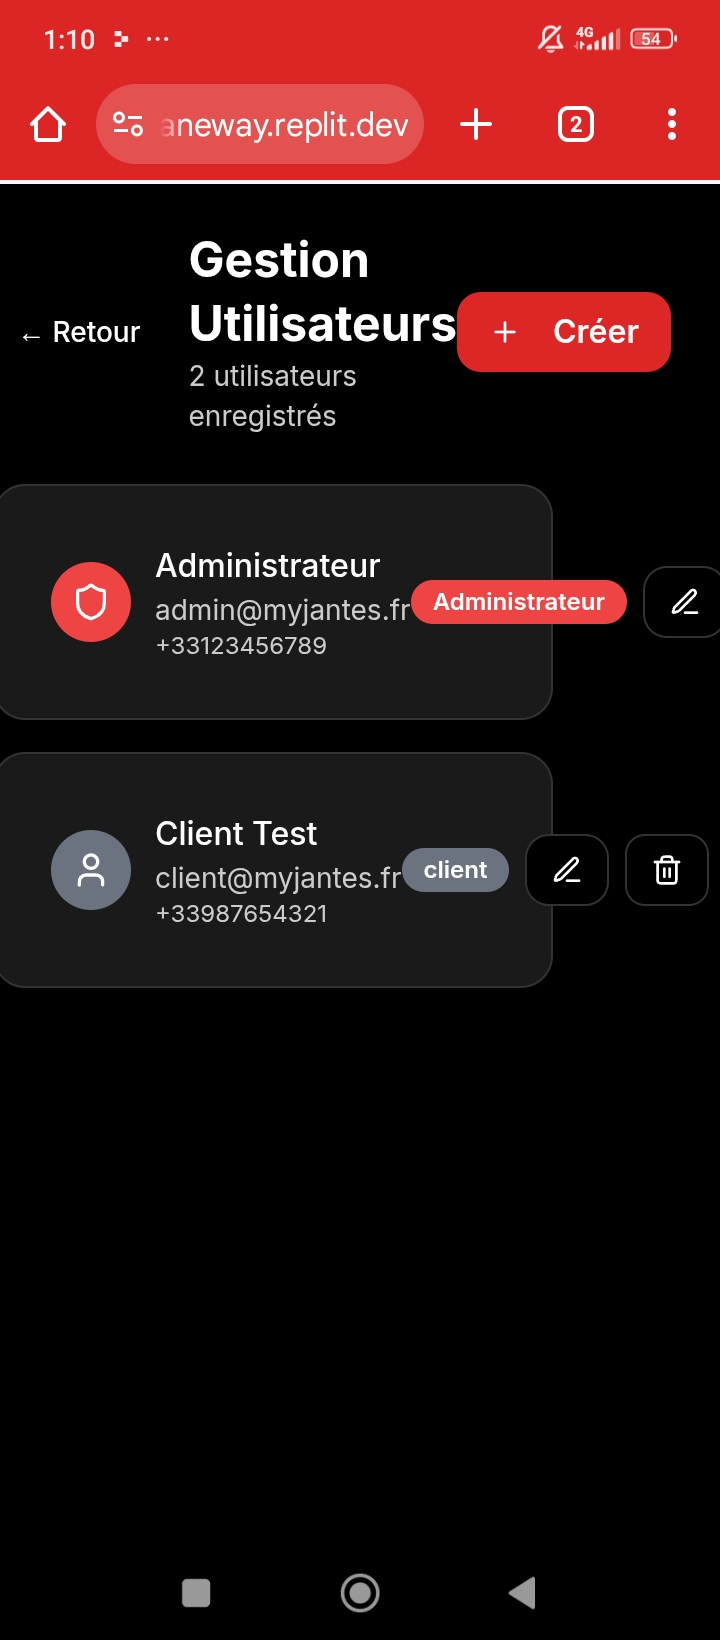 1:10
4G
54
aneway.replit.dev
2
Gestion
Utilisateurs
2 utilisateurs
enregistrés
← Retour
+ Créer
Administrateur
admin@myjantes.fr
+33123456789
Administrateur
Client Test
client@myjantes.fr
+33987654321
client